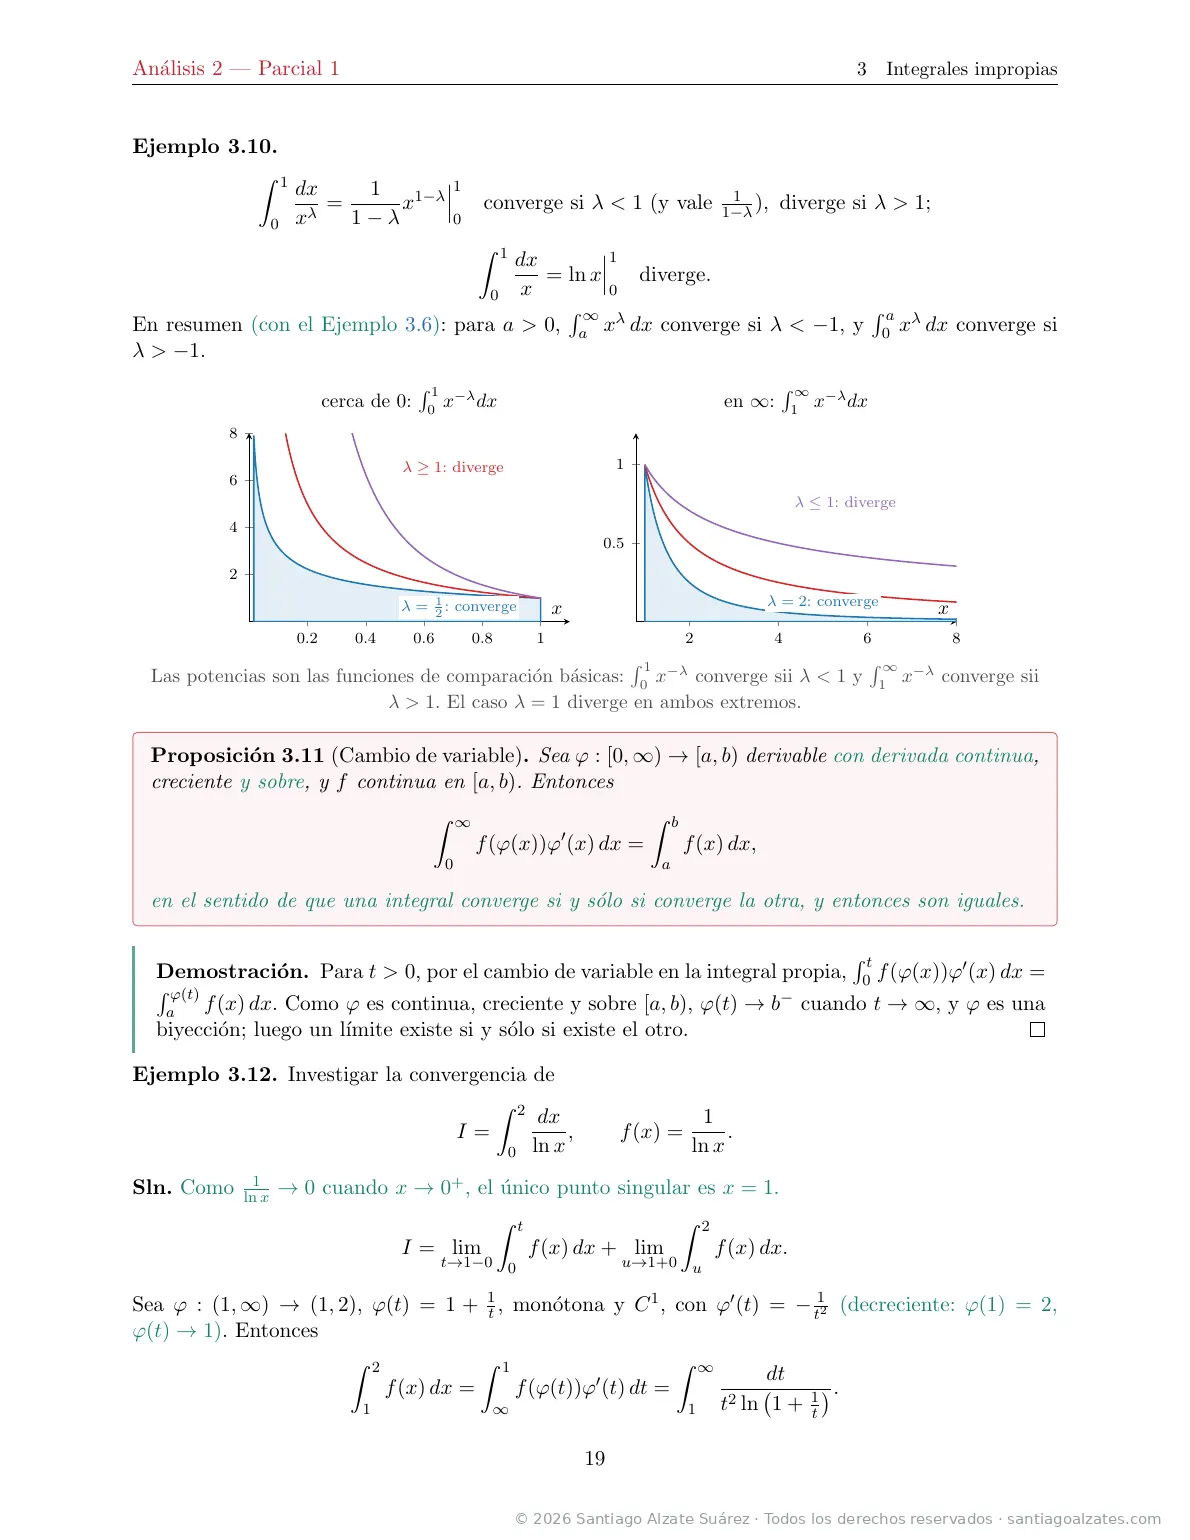 Análisis 2 — Parcial 1
3 Integrales impropias
Ejemplo 3.10.
∫_0^1 dx/x^λ = 1/(1 − λ) x^{1−λ} |_0^1 converge si λ < 1 (y vale 1/(1−λ)), diverge si λ > 1;
∫_0^1 dx/x = ln x |_0^1 diverge.
En resumen (con el Ejemplo 3.6): para a > 0, ∫_a^∞ x^λ dx converge si λ < −1, y ∫_0^a x^λ dx converge si
λ > −1.
cerca de 0: ∫_0^1 x^{−λ}dx
8
6
4
2
0.2 0.4 0.6 0.8 1
x
λ ≥ 1: diverge
λ = 1/2: converge
en ∞: ∫_1^∞ x^{−λ}dx
1
0.5
2 4 6 8
x
λ ≤ 1: diverge
λ = 2: converge
Las potencias son las funciones de comparación básicas: ∫_0^1 x^{−λ} converge sii λ < 1 y ∫_1^∞ x^{−λ} converge sii
λ > 1. El caso λ = 1 diverge en ambos extremos.
Proposición 3.11 (Cambio de variable). Sea φ : [0, ∞) → [a, b) derivable con derivada continua,
creciente y sobre, y f continua en [a, b). Entonces
∫_0^∞ f(φ(x))φ′(x) dx = ∫_a^b f(x) dx,
en el sentido de que una integral converge si y sólo si converge la otra, y entonces son iguales.
Demostración. Para t > 0, por el cambio de variable en la integral propia, ∫_0^t f(φ(x))φ′(x) dx =
∫_a^{φ(t)} f(x) dx. Como φ es continua, creciente y sobre [a, b), φ(t) → b⁻ cuando t → ∞, y φ es una
biyección; luego un límite existe si y sólo si existe el otro. □
Ejemplo 3.12. Investigar la convergencia de
I = ∫_0^2 dx/ln x, f(x) = 1/ln x.
Sln. Como 1/ln x → 0 cuando x → 0⁺, el único punto singular es x = 1.
I = lim_{t→1−0} ∫_0^t f(x) dx + lim_{u→1+0} ∫_u^2 f(x) dx.
Sea φ : (1, ∞) → (1, 2), φ(t) = 1 + 1/t, monótona y C¹, con φ′(t) = −1/t² (decreciente: φ(1) = 2,
φ(t) → 1). Entonces
∫_1^2 f(x) dx = ∫_∞^1 f(φ(t))φ′(t) dt = ∫_1^∞ dt/(t² ln (1 + 1/t)).
19
© 2026 Santiago Alzate Suárez · Todos los derechos reservados · santiagoalzates.com